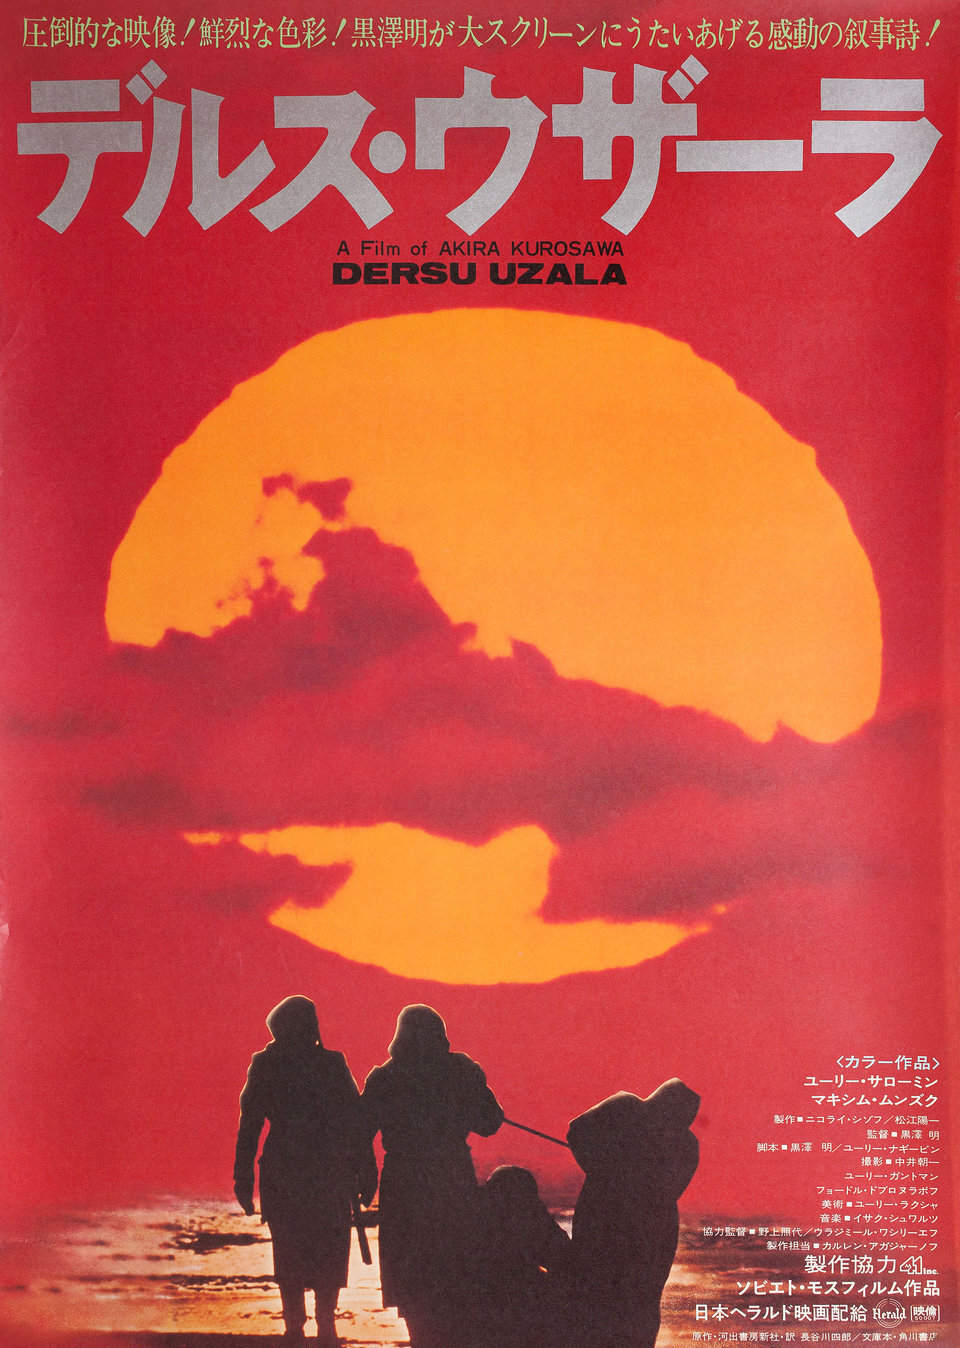 圧倒的な映像!鮮烈な色彩!黒澤明が大スクリーンにうたいあげる感動の叙事詩!
デルス・ウザーラ
A Film of AKIRA KUROSAWA
DERSU UZALA
〈カラー作品〉
ユーリー・サローミン
マキシム・ムンズク
製作■ニコライ・シゾフ/松江陽一
監督■黒澤 明
脚本■黒澤 明/ユーリー・ナギービン
撮影■中井朝一
ユーリー・ガントマン
フョードル・ドブロヌラボフ
美術■ユーリー・ラクシャ
音楽■イサク・シュワルツ
協力監督■野上照代/ウラジミール・ワシリーエフ
製作担当■カルレン・アガジャーノフ
製作協力 41 Inc.
ソビエト・モスフィルム作品
日本ヘラルド映画配給 Herald 映倫
原作・河出書房新社・訳 長谷川四郎/文庫本・角川書店